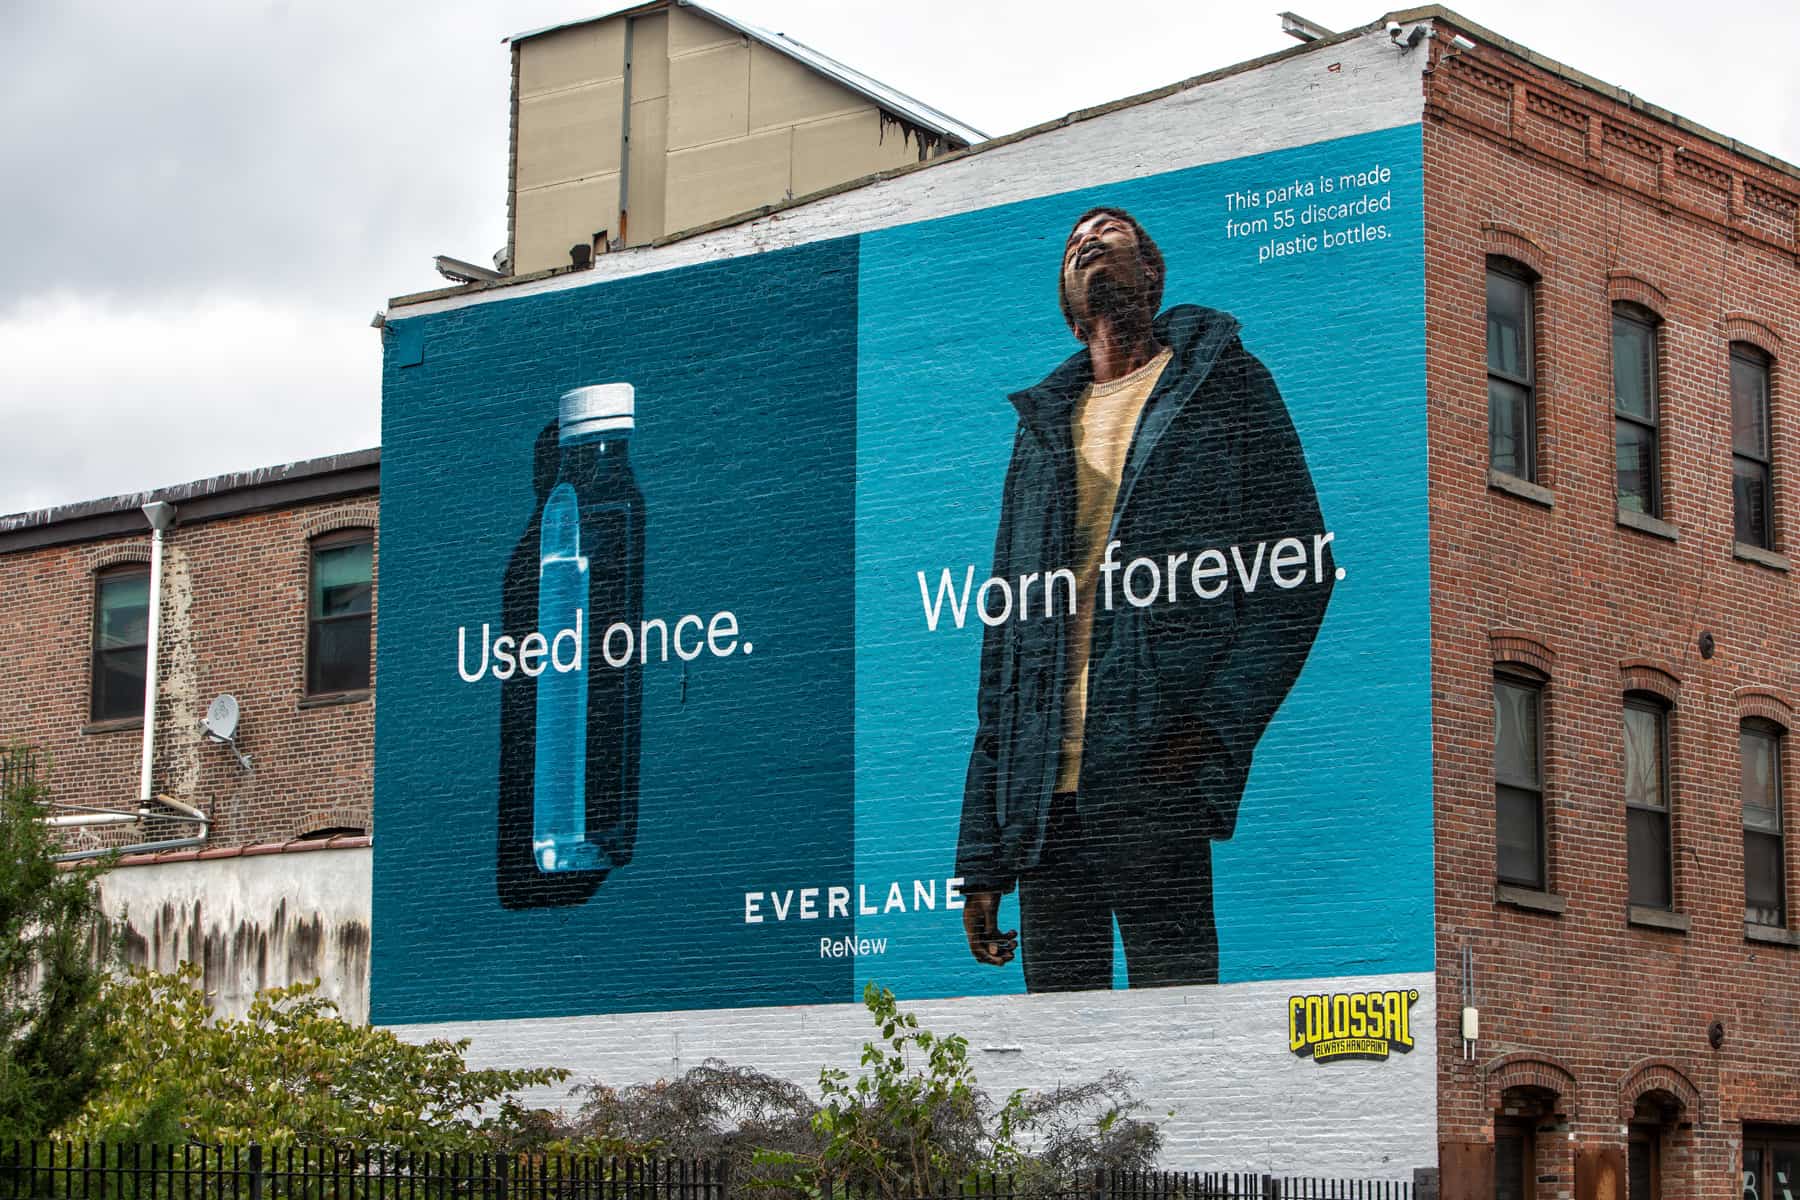 This parka is made
from 55 discarded
plastic bottles.
Used once.
Worn forever.
EVERLANE
ReNew
COLOSSAL
ALWAYS HANDPAINT